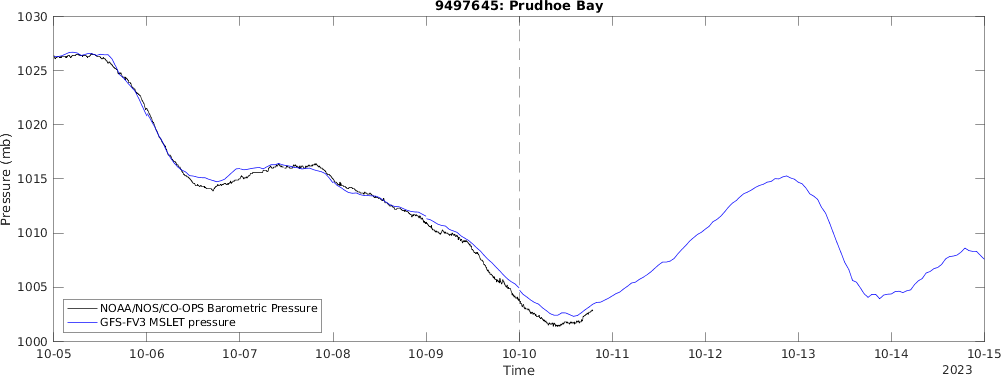 9497645: Prudhoe Bay
Pressure (mb)
1030
1025
1020
1015
1010
1005
1000
NOAA/NOS/CO-OPS Barometric Pressure
GFS-FV3 MSLET pressure
10-05 10-06 10-07 10-08 10-09 10-10 10-11 10-12 10-13 10-14 10-15
Time
2023